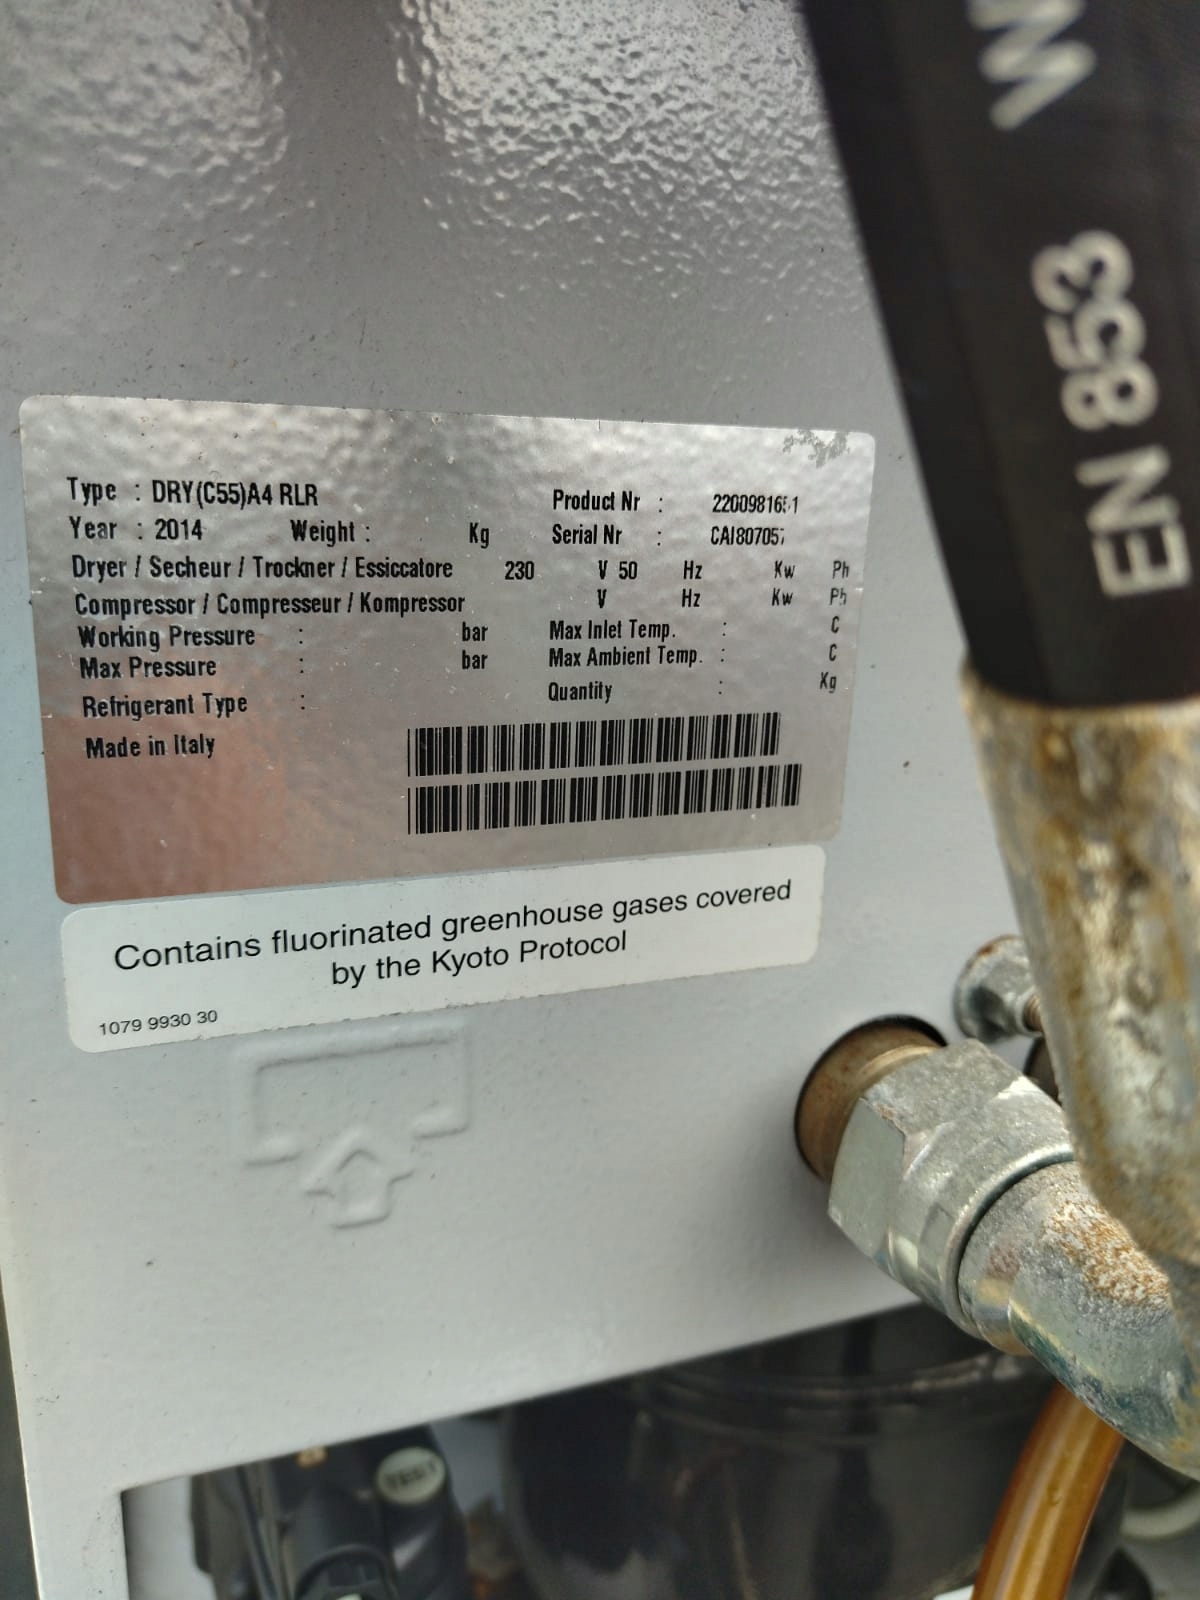 W
EN 853
Type : DRY(C55)A4 RLR
Product Nr :
Year : 2014 Weight : Kg
Serial Nr :
Dryer / Secheur / Trockner / Essiccatore 230 V 50 Hz Kw Ph
Compressor / Compresseur / Kompressor V Hz Kw Ph
Working Pressure : bar Max Inlet Temp. : C
Max Pressure : bar Max Ambient Temp. : C
Refrigerant Type : Quantity : Kg
Made in Italy
Contains fluorinated greenhouse gases covered
by the Kyoto Protocol
1079 9930 30
TEST